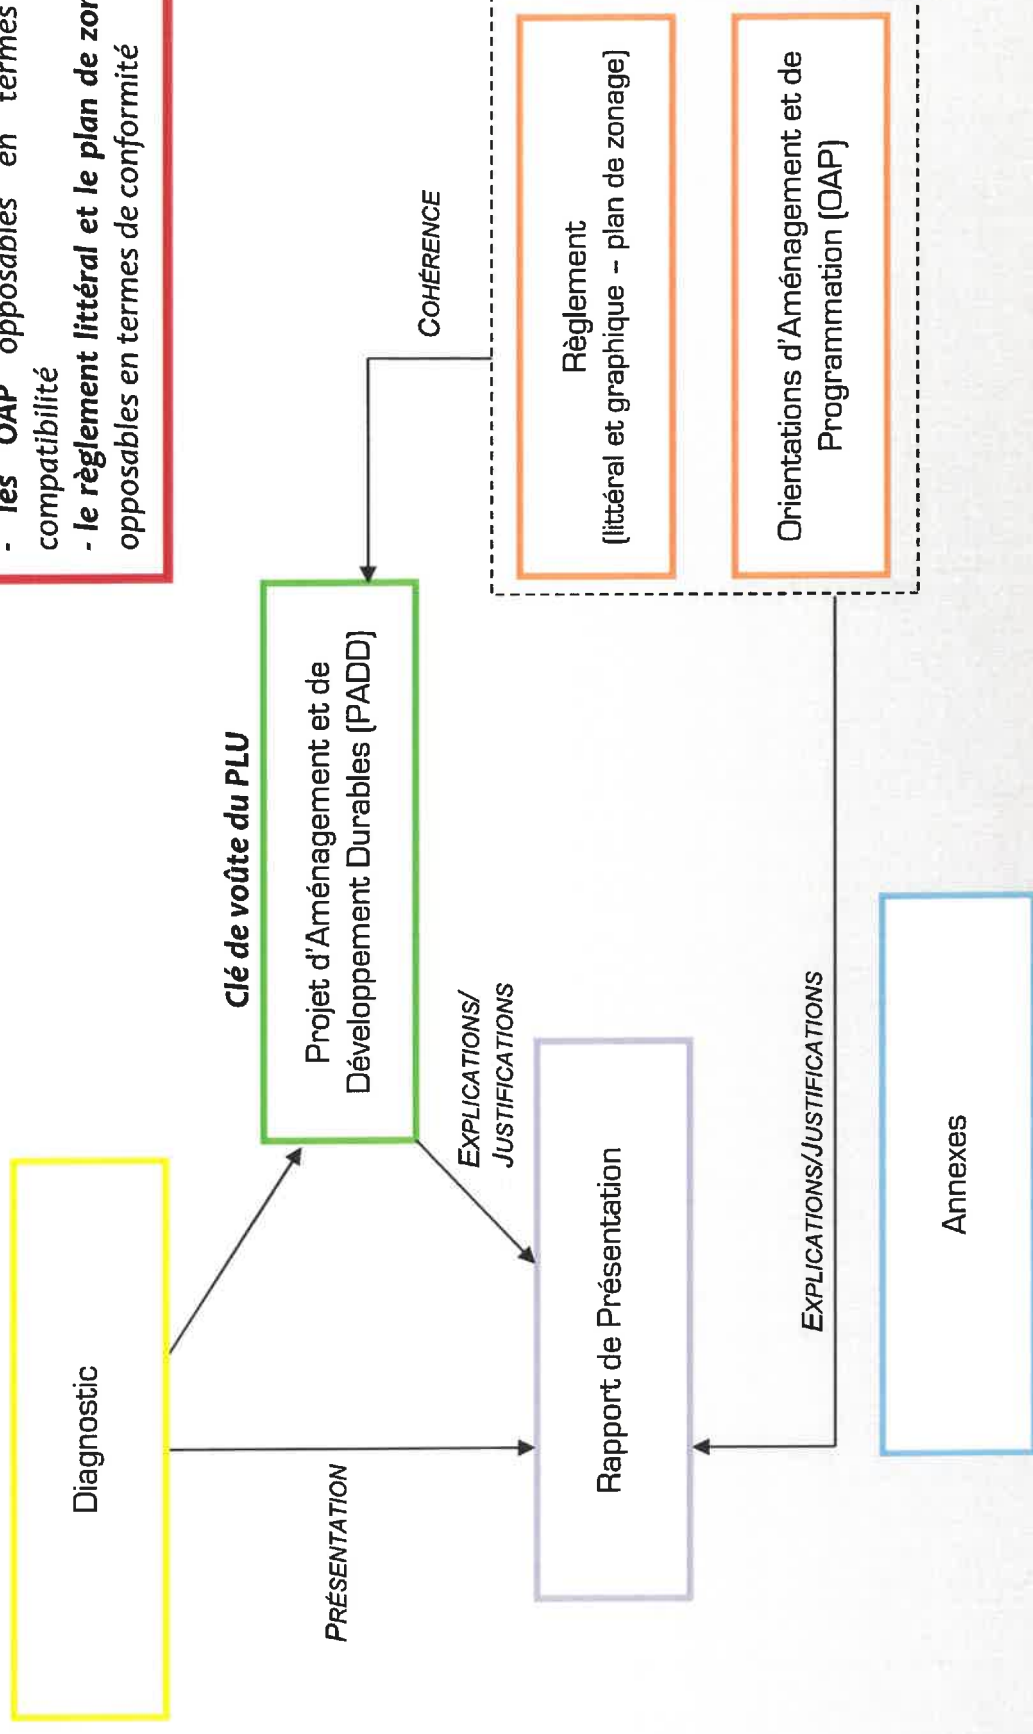 - les OAP opposables en termes
compatibilité
- le règlement littéral et le plan de
opposables en termes de conformité
Diagnostic
PRÉSENTATION
Clé de voûte du PLU
Projet d'Aménagement et de
Développement Durables (PADD)
COHÉRENCE
EXPLICATIONS/
JUSTIFICATIONS
Règlement
(littéral et graphique – plan de zonage)
Orientations d'Aménagement et de
Programmation (OAP)
Rapport de Présentation
EXPLICATIONS/JUSTIFICATIONS
Annexes